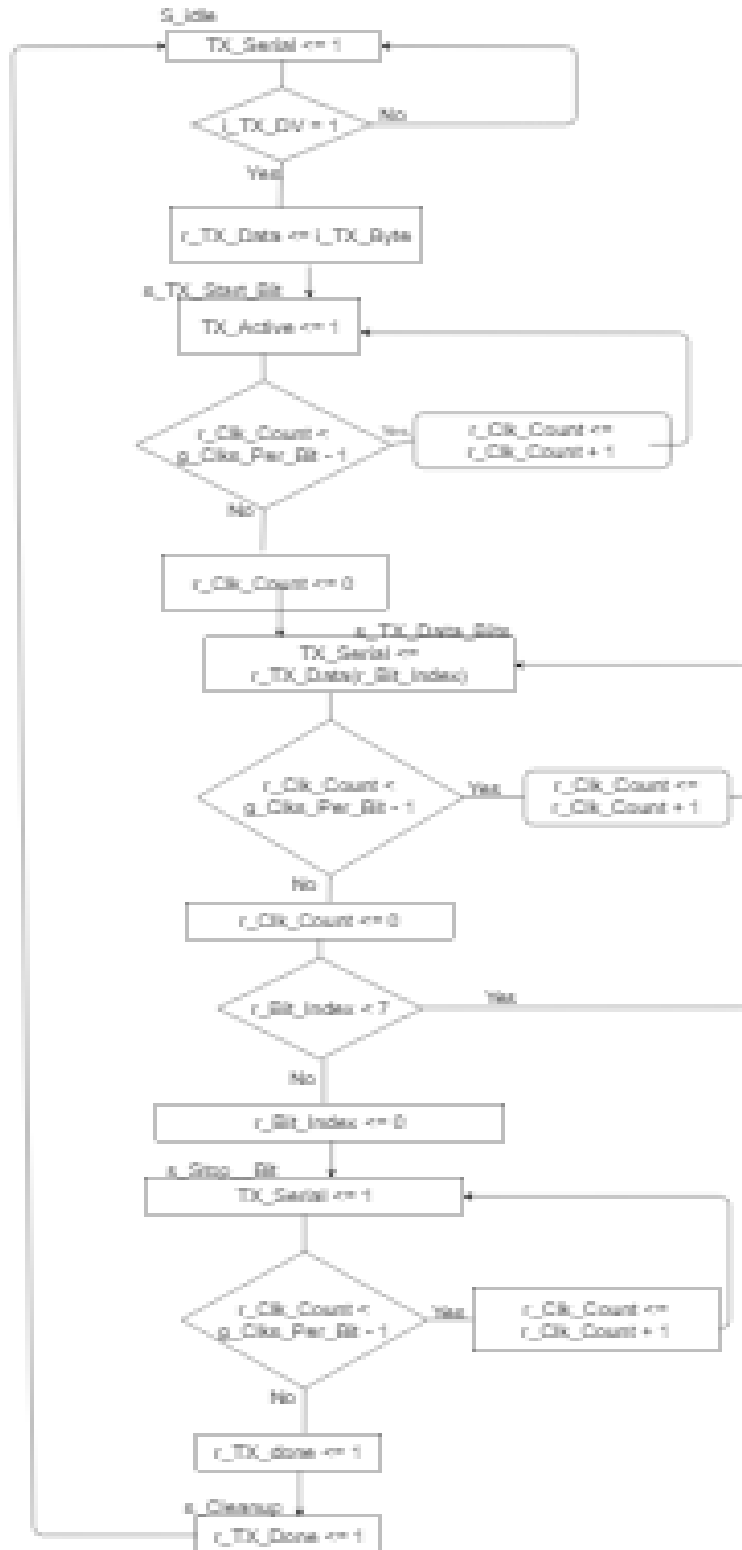 S_Idle
TX_Serial <= 1
i_TX_DV = 1
No
Yes
r_TX_Data <= i_TX_Byte
s_TX_Start_Bit
TX_Active <= 1
r_Clk_Count <
g_Clks_Per_Bit - 1
Yes
r_Clk_Count <=
r_Clk_Count + 1
No
r_Clk_Count <= 0
s_TX_Data_Bits
TX_Serial <=
r_TX_Data(r_Bit_Index)
r_Clk_Count <
g_Clks_Per_Bit - 1
Yes
r_Clk_Count <=
r_Clk_Count + 1
No
r_Clk_Count <= 0
r_Bit_Index < 7
Yes
No
r_Bit_Index <= 0
s_Stop__Bit
TX_Serial <= 1
r_Clk_Count <
g_Clks_Per_Bit - 1
Yes
r_Clk_Count <=
r_Clk_Count + 1
No
r_TX_done <= 1
s_Cleanup
r_TX_Done <= 1